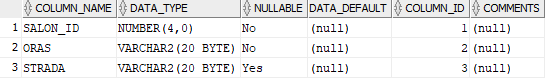 COLUMN_NAME DATA_TYPE NULLABLE DATA_DEFAULT COLUMN_ID COMMENTS
1 SALON_ID NUMBER(4,0) No (null) 1 (null)
2 ORAS VARCHAR2(20 BYTE) No (null) 2 (null)
3 STRADA VARCHAR2(20 BYTE) Yes (null) 3 (null)